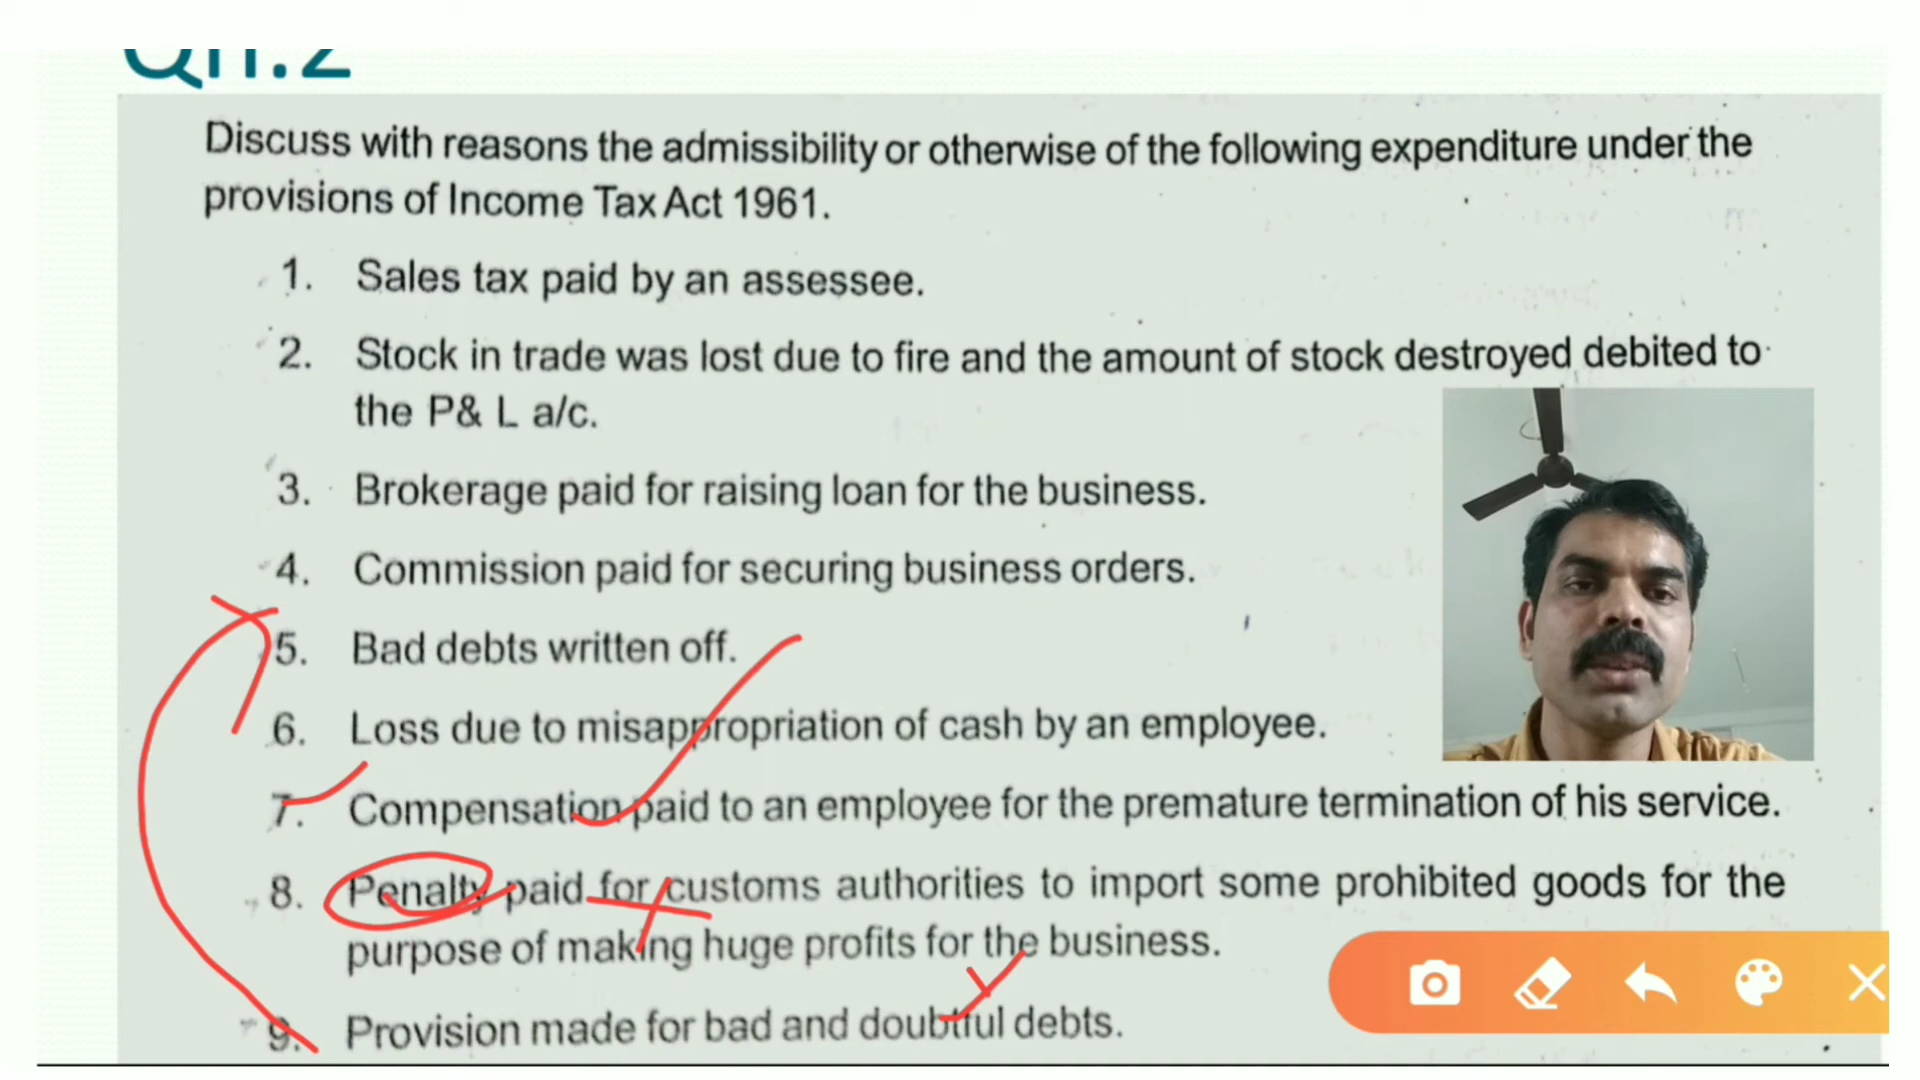 Qn.2
Discuss with reasons the admissibility or otherwise of the following expenditure under the
provisions of Income Tax Act 1961.
1. Sales tax paid by an assessee.
2. Stock in trade was lost due to fire and the amount of stock destroyed debited to
the P& L a/c.
3. Brokerage paid for raising loan for the business.
4. Commission paid for securing business orders.
5. Bad debts written off.
6. Loss due to misappropriation of cash by an employee.
7. Compensation paid to an employee for the premature termination of his service.
8. Penalty paid for customs authorities to import some prohibited goods for the
purpose of making huge profits for the business.
9. Provision made for bad and doubtful debts.